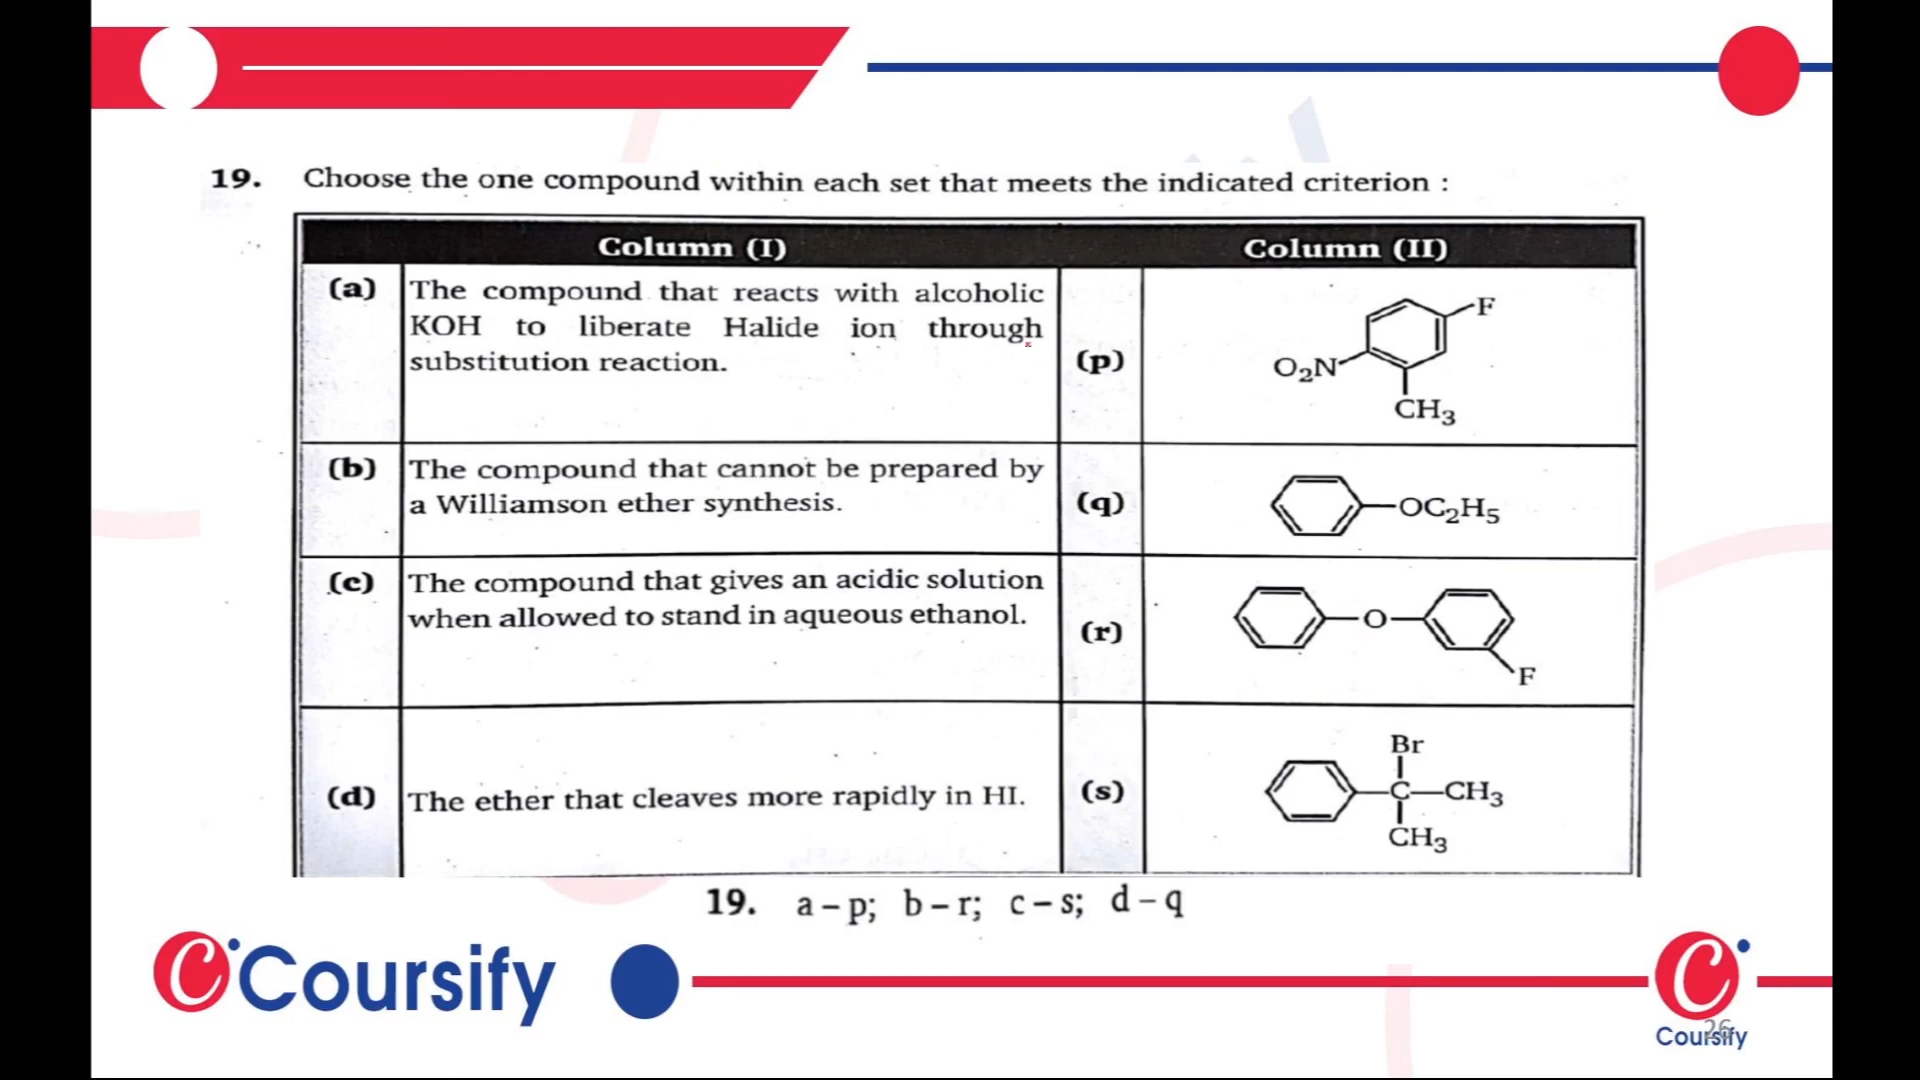 19. Choose the one compound within each set that meets the indicated criterion :
Column (I) Column (II)
(a) The compound that reacts with alcoholic
KOH to liberate Halide ion through
substitution reaction.
(p)
F
O₂N
CH₃
(b) The compound that cannot be prepared by
a Williamson ether synthesis.
(q)
OC₂H₅
(c) The compound that gives an acidic solution
when allowed to stand in aqueous ethanol.
(r)
O
F
(d) The ether that cleaves more rapidly in HI.
(s)
Br
C—CH₃
CH₃
19. a – p; b – r; c – s; d – q
Coursify
Coursify
26